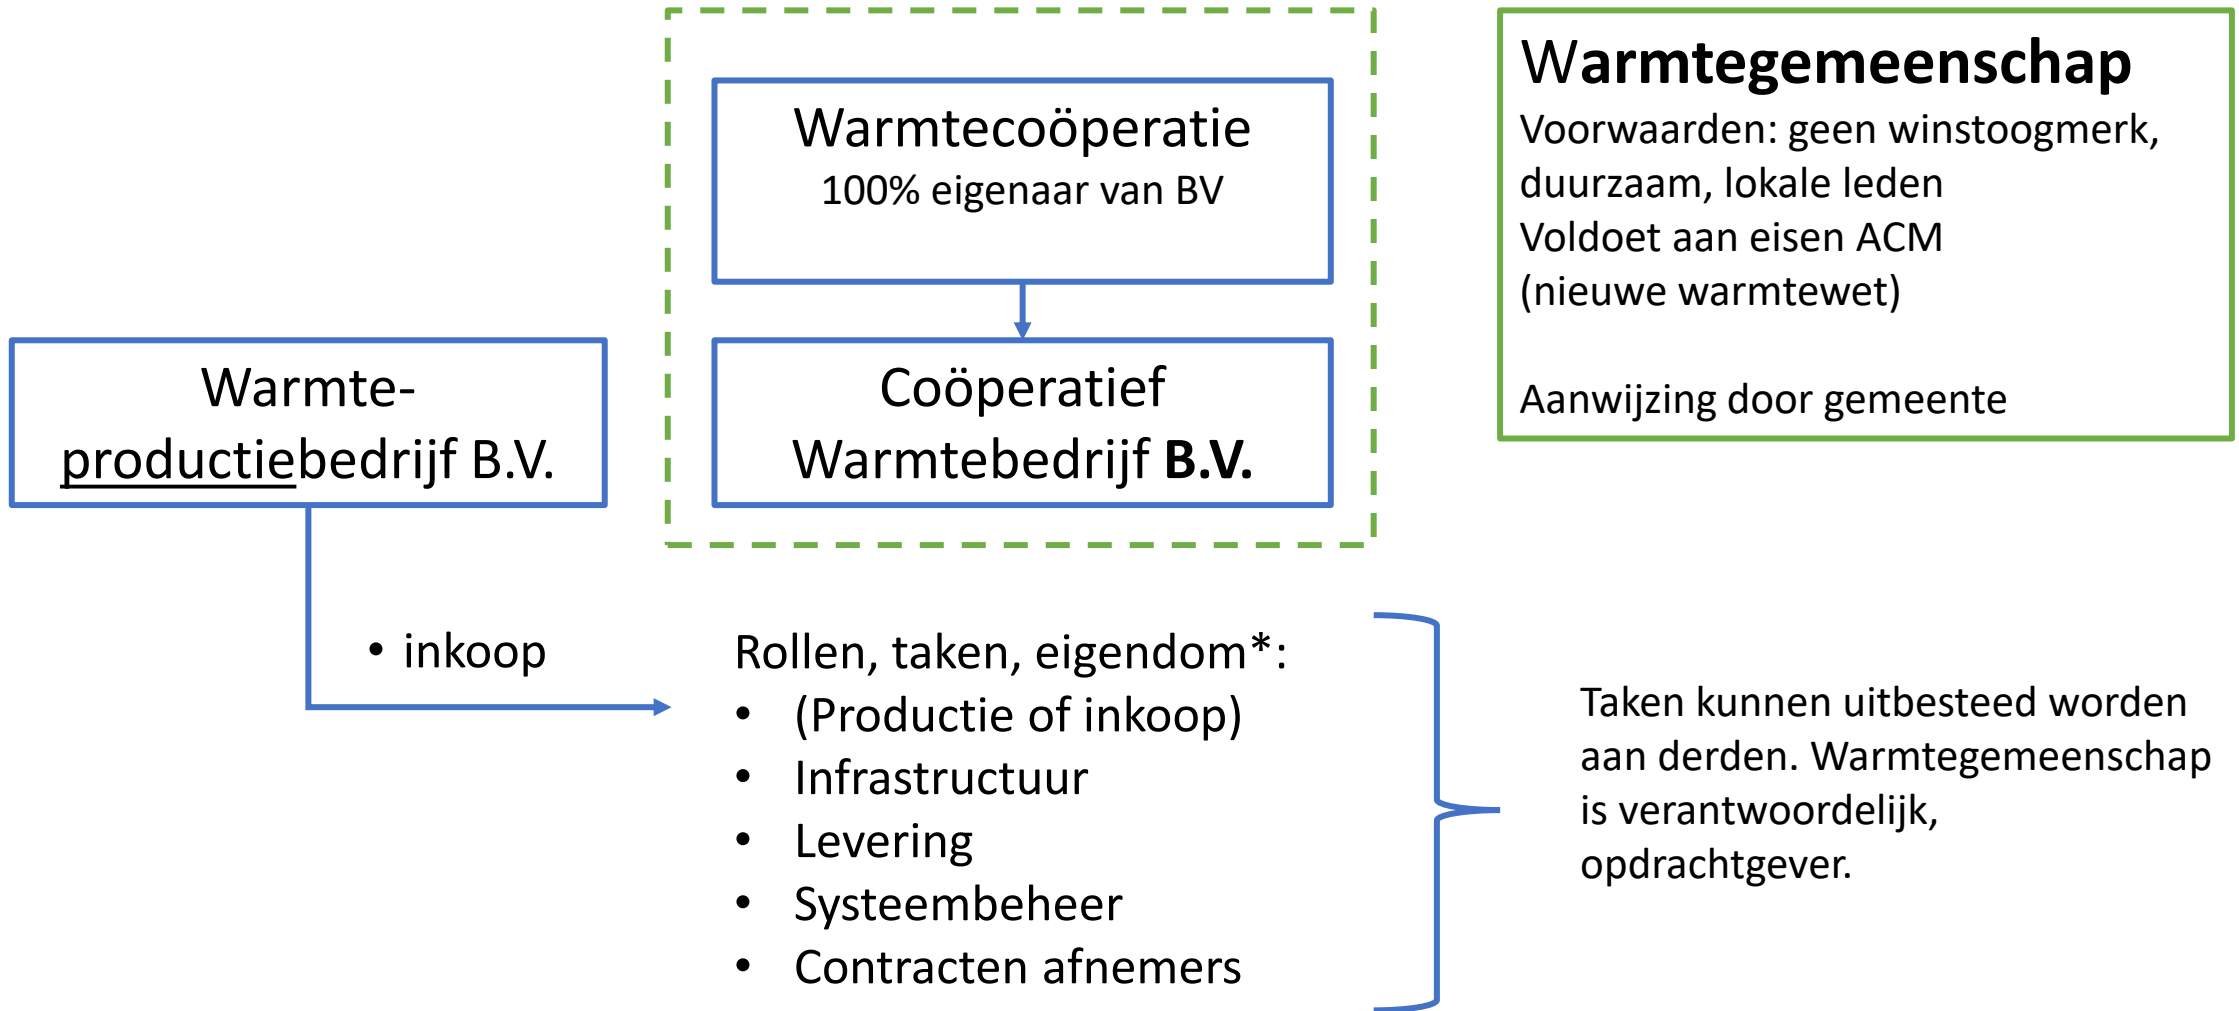 Warmtecoöperatie
100% eigenaar van BV
Warmtegemeenschap
Voorwaarden: geen winstoogmerk,
duurzaam, lokale leden
Voldoet aan eisen ACM
(nieuwe warmtewet)
Aanwijzing door gemeente
Warmte-
productiebedrijf B.V.
Coöperatief
Warmtebedrijf B.V.
• inkoop
Rollen, taken, eigendom*:
• (Productie of inkoop)
• Infrastructuur
• Levering
• Systeembeheer
• Contracten afnemers
Taken kunnen uitbesteed worden
aan derden. Warmtegemeenschap
is verantwoordelijk,
opdrachtgever.